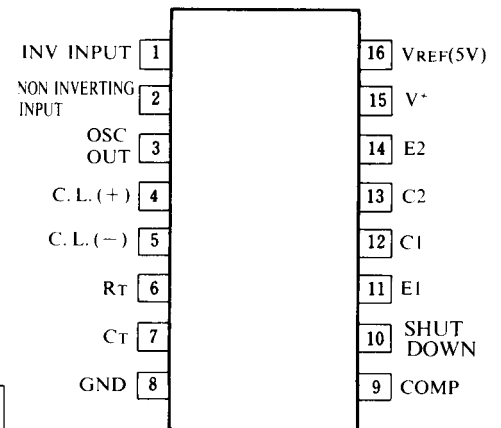 INV INPUT 1
NON INVERTING
INPUT 2
OSC
OUT 3
C.L.(+) 4
C.L.(−) 5
RT 6
CT 7
GND 8
16 VREF(5V)
15 V+
14 E2
13 C2
12 C1
11 E1
10 SHUT
DOWN
9 COMP